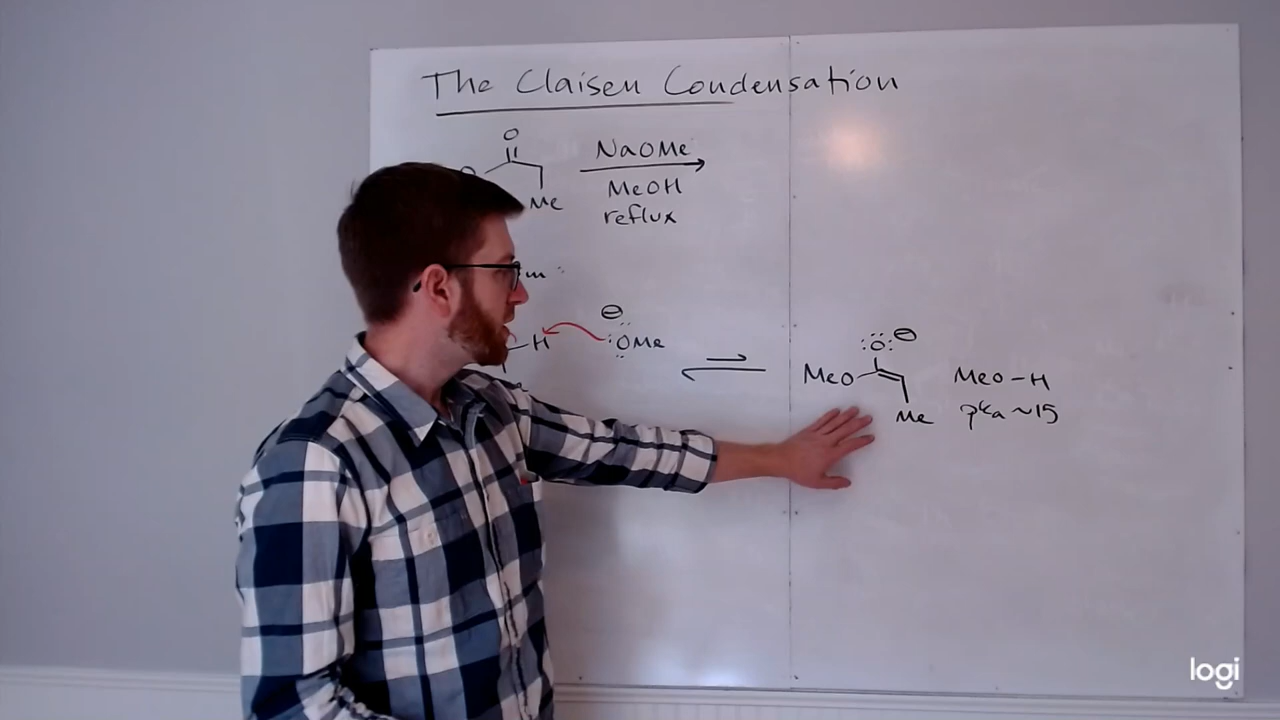 The Claisen Condensation
O
NaOMe
O
Me
MeOH
reflux
⊖
H :OMe
:O: ⊖
MeO
MeO-H
Me
pKa ~15
logi